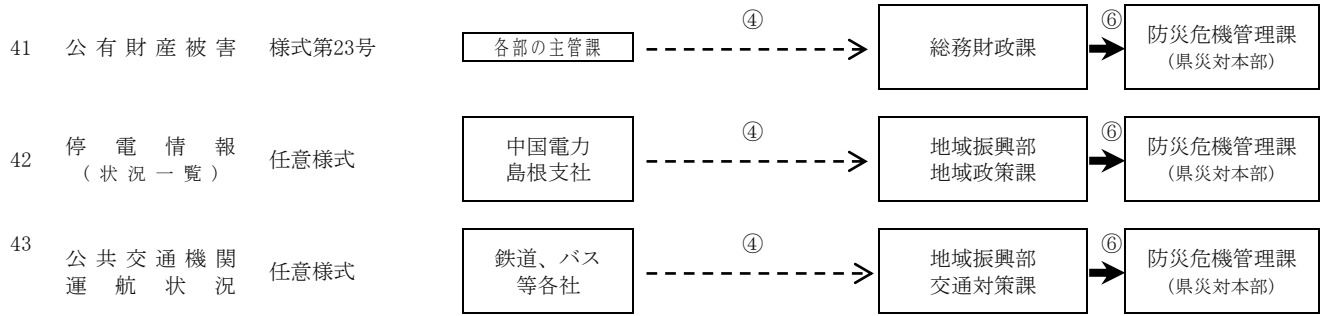 41 公有財産被害 様式第23号 各部の主管課 ④ 総務財政課 ⑥ 防災危機管理課
（県災対本部）
42 停電情報 任意様式 中国電力 ④ 地域振興部 ⑥ 防災危機管理課
（状況一覧） 島根支社 地域政策課 （県災対本部）
43 公共交通機関 任意様式 鉄道、バス ④ 地域振興部 ⑥ 防災危機管理課
運航状況 等各社 交通対策課 （県災対本部）